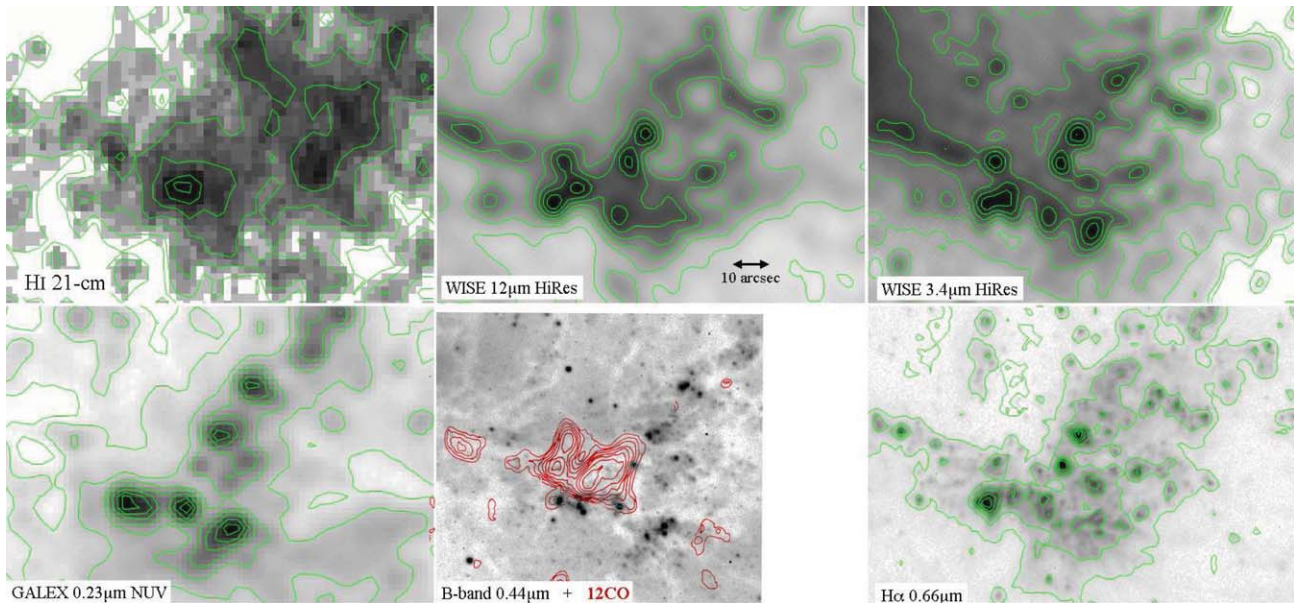 HI 21-cm
WISE 12μm HiRes
10 arcsec
WISE 3.4μm HiRes
GALEX 0.23μm NUV
B-band 0.44μm + 12CO
Hα 0.66μm